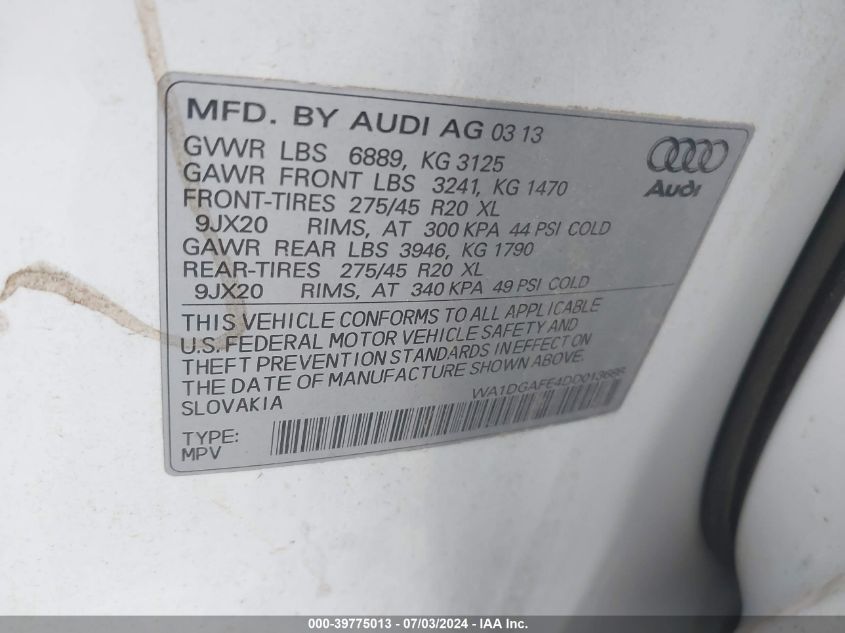 MFD. BY AUDI AG 03 13
GVWR LBS 6889, KG 3125
GAWR FRONT LBS 3241, KG 1470
FRONT-TIRES 275/45 R20 XL
9JX20 RIMS, AT 300 KPA 44 PSI COLD
GAWR REAR LBS 3946, KG 1790
REAR-TIRES 275/45 R20 XL
9JX20 RIMS, AT 340 KPA 49 PSI COLD
Audi
THIS VEHICLE CONFORMS TO ALL APPLICABLE
U.S. FEDERAL MOTOR VEHICLE SAFETY AND
THEFT PREVENTION STANDARDS IN EFFECT ON
THE DATE OF MANUFACTURE SHOWN ABOVE.
SLOVAKIA
TYPE:
MPV
000-39775013 - 07/03/2024 - IAA, Inc.